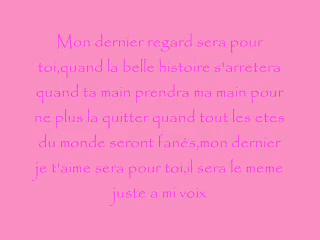 Mon dernier regard sera pour
toi,quand la belle histoire s'arretera
quand ta main prendra ma main pour
ne plus la quitter quand tout les etes
du monde seront fanés,mon dernier
je t'aime sera pour toi,il sera le meme
juste a mi voix